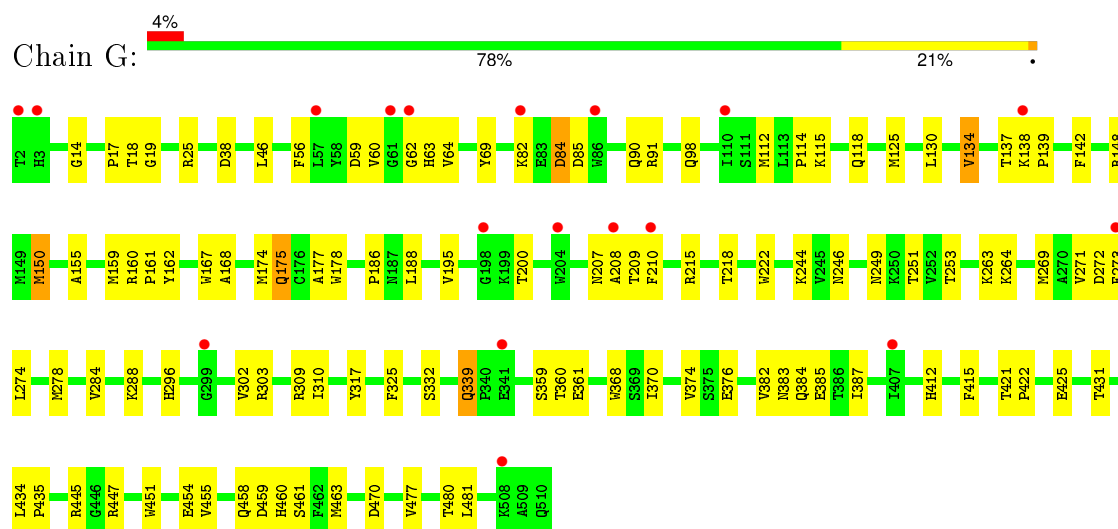 4%
Chain G:
78% 21% •
T2 H3 G14 P17 T18 G19 R25 D38 L46 F56 L57 Y58 D59 V60 G61 G62 H63 V64 Y69 K82 E83 D84 D85 W86 Q90 R91 Q98 I110 S111 M112 L113 P114 K115 Q118 M125 L130 V134 T137 K138 P139 F142
M149 M150 A155 M159 R160 P161 Y162 W167 A168 M174 Q175 C176 A177 W178 P186 N187 L188 V195 G198 K199 T200 W204 N207 A208 T209 F210 R215 T218 W222 K244 V245 N246 N249 K250 T251 V252 T253 K263 K264 M269 A270 V271 D272
L274 M278 V284 K288 H296 G299 V302 R303 R309 I310 Y317 F325 S332 Q339 P340 E341 S359 T360 E361 W368 S369 I370 V374 S375 E376 V382 N383 Q384 E385 T386 I387 I407 H412 F415 T421 P422 E425 T431
L434 P435 R445 G446 R447 W451 E454 V455 Q458 D459 H460 S461 F462 M463 D470 V477 T480 L481 K508 A509 Q510